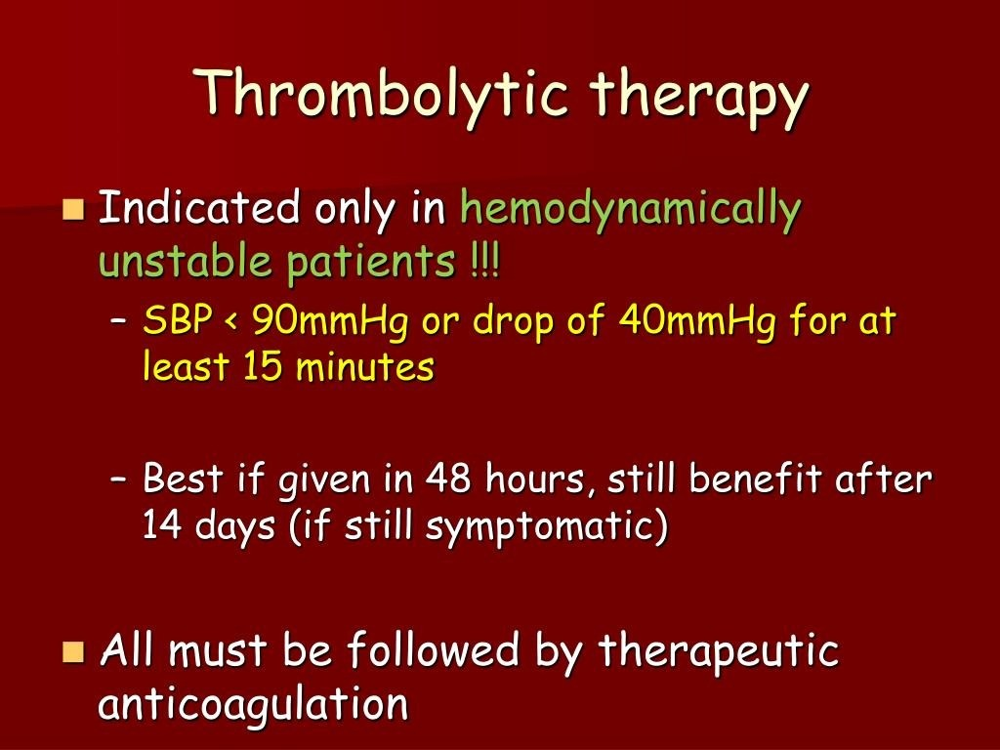 Thrombolytic therapy
Indicated only in hemodynamically
unstable patients !!!
– SBP < 90mmHg or drop of 40mmHg for at
least 15 minutes
– Best if given in 48 hours, still benefit after
14 days (if still symptomatic)
All must be followed by therapeutic
anticoagulation